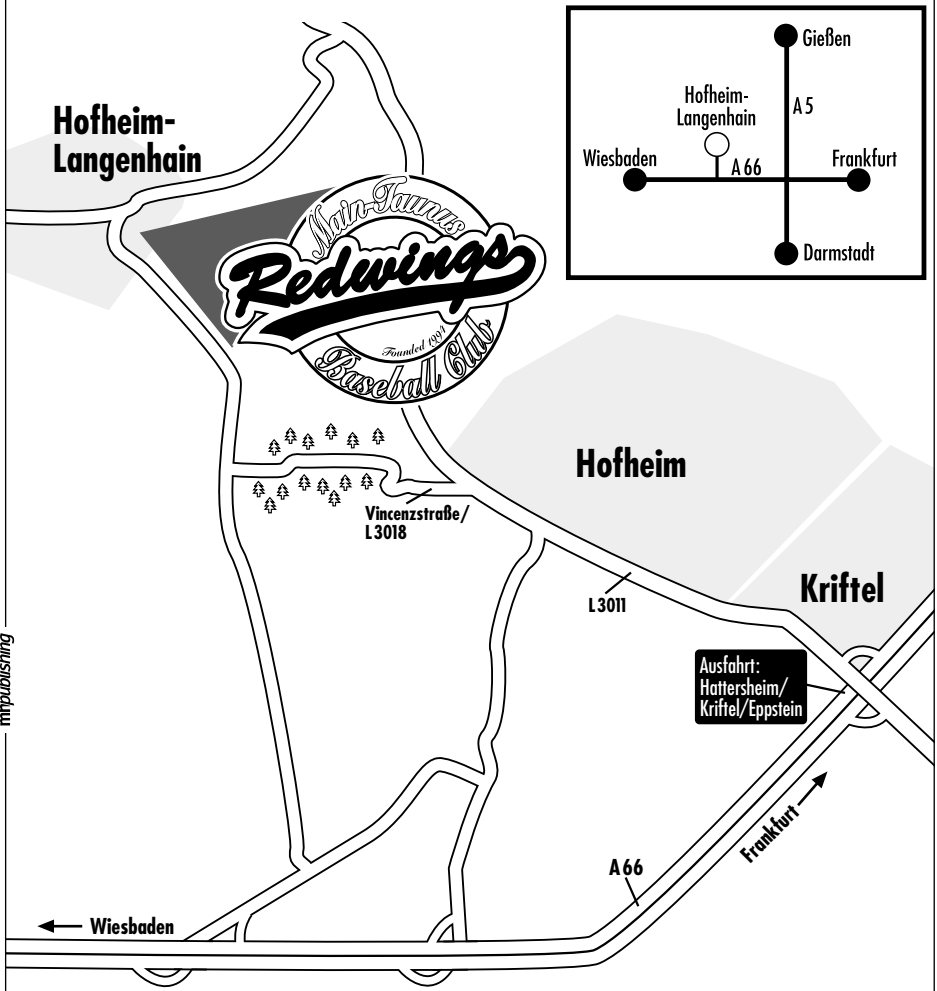 Gießen
Hofheim-
Langenhain
A 5
Wiesbaden
A 66
Frankfurt
Darmstadt
Hofheim-
Langenhain
Main-Taunus
Redwings
Founded 1994
Baseball Club
Hofheim
Vincenzstraße/
L 3018
Kriftel
L 3011
mhpublishing
Ausfahrt:
Hattersheim/
Kriftel/Eppstein
Frankfurt
A 66
Wiesbaden